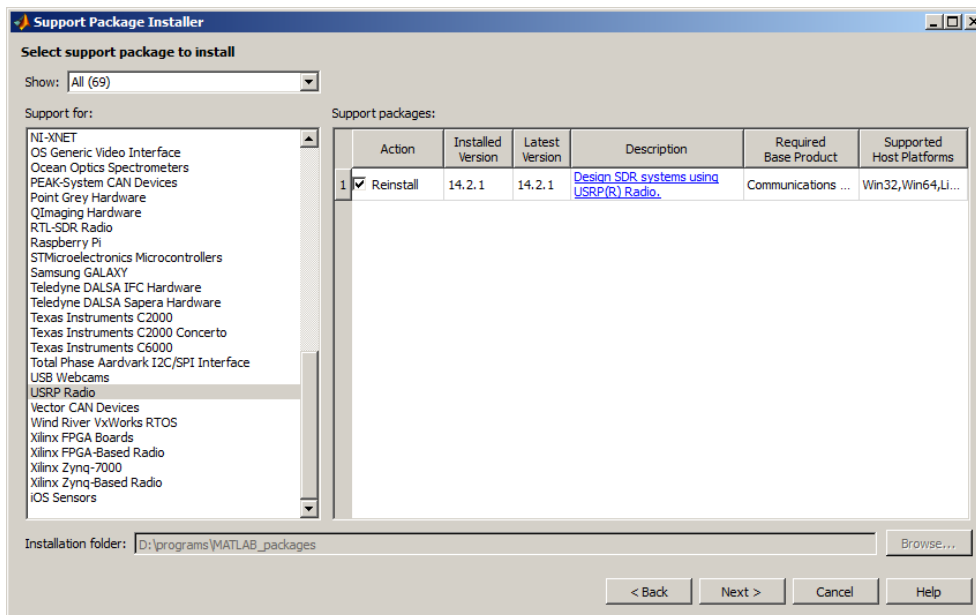 Support Package Installer
Select support package to install
Show: All (69)
Support for:
Support packages:
NI-XNET
OS Generic Video Interface
Ocean Optics Spectrometers
PEAK-System CAN Devices
Point Grey Hardware
QImaging Hardware
RTL-SDR Radio
Raspberry Pi
STMicroelectronics Microcontrollers
Samsung GALAXY
Teledyne DALSA IFC Hardware
Teledyne DALSA Sapera Hardware
Texas Instruments C2000
Texas Instruments C2000 Concerto
Texas Instruments C6000
Total Phase Aardvark I2C/SPI Interface
USB Webcams
USRP Radio
Vector CAN Devices
Wind River VxWorks RTOS
Xilinx FPGA Boards
Xilinx FPGA-Based Radio
Xilinx Zynq-7000
Xilinx Zynq-Based Radio
iOS Sensors
Action
Installed
Version
Latest
Version
Description
Required
Base Product
Supported
Host Platforms
1 Reinstall
14.2.1
14.2.1
Design SDR systems using
USRP(R) Radio.
Communications ...
Win32,Win64,Li...
Installation folder: D:\programs\MATLAB_packages
Browse...
< Back
Next >
Cancel
Help